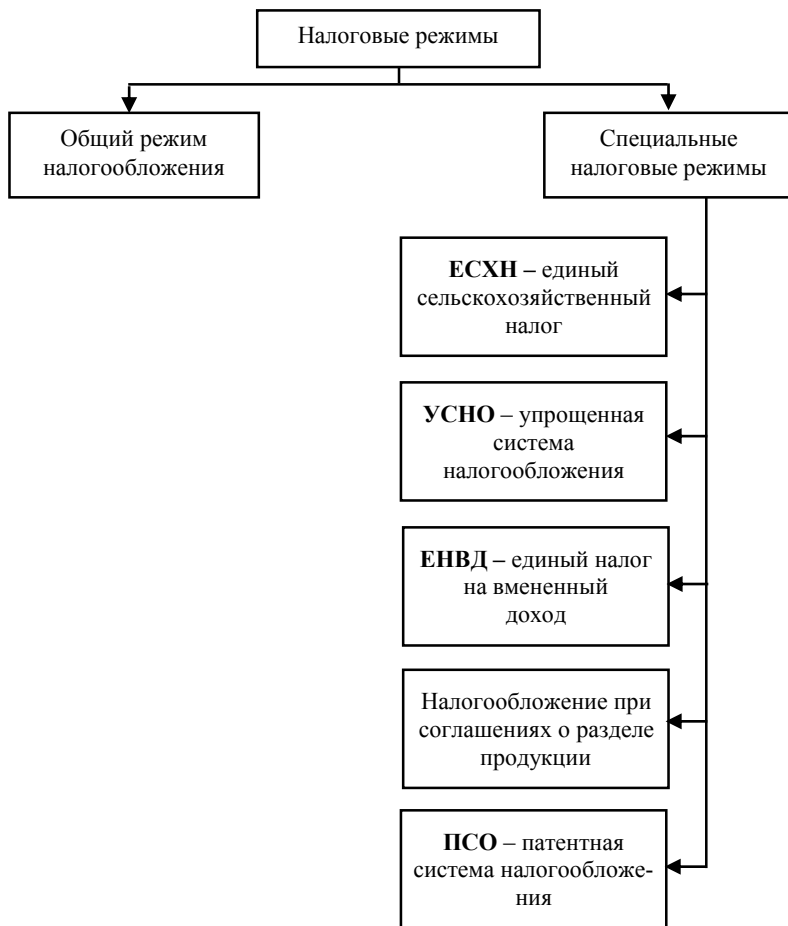 Налоговые режимы
Общий режим
налогообложения
Специальные
налоговые режимы
ЕСХН – единый
сельскохозяйственный
налог
УСНО – упрощенная
система
налогообложения
ЕНВД – единый налог
на вмененный
доход
Налогообложение при
соглашениях о разделе
продукции
ПСО – патентная
система налогообложе-
ния